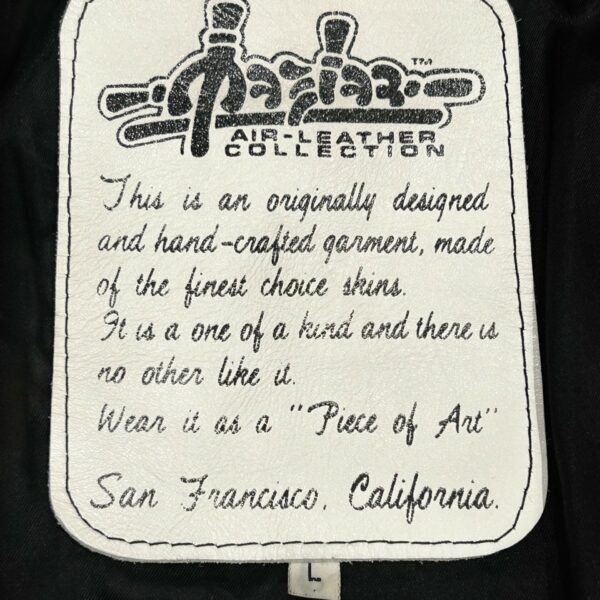 TM
AIR-LEATHER
COLLECTION
This is an originally designed
and hand-crafted garment, made
of the finest choice skins.
It is a one of a kind and there is
no other like it.
Wear it as a "Piece of Art"
San Francisco, California.
L